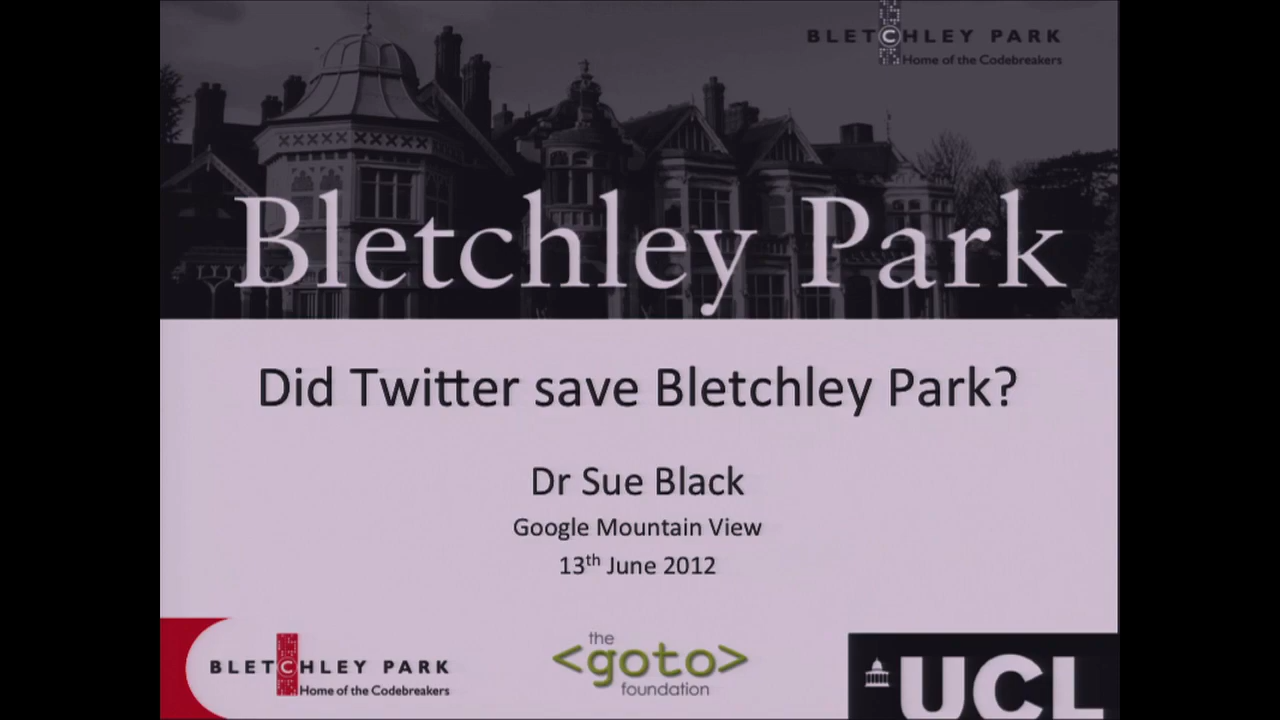 BLETCHLEY PARK
Home of the Codebreakers
Bletchley Park
Did Twitter save Bletchley Park?
Dr Sue Black
Google Mountain View
13th June 2012
BLETCHLEY PARK
Home of the Codebreakers
the
<goto>
foundation
UCL